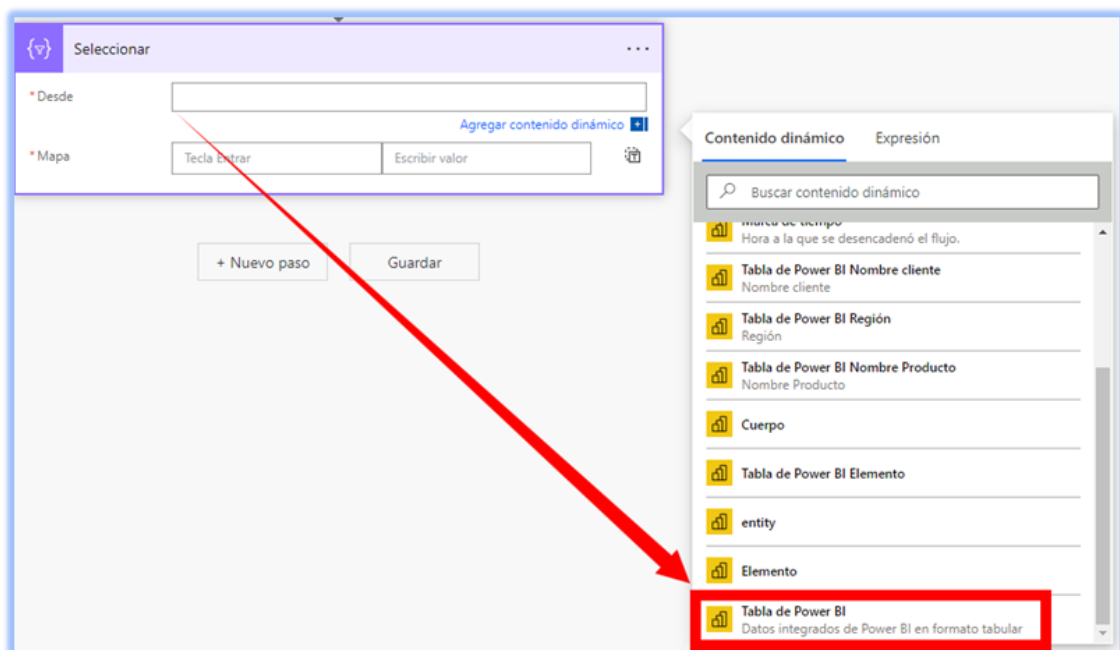 Seleccionar
...
*Desde
Agregar contenido dinámico
*Mapa
Tecla Entrar
Escribir valor
+ Nuevo paso
Guardar
Contenido dinámico
Expresión
Buscar contenido dinámico
Marca de tiempo
Hora a la que se desencadenó el flujo.
Tabla de Power BI Nombre cliente
Nombre cliente
Tabla de Power BI Región
Región
Tabla de Power BI Nombre Producto
Nombre Producto
Cuerpo
Tabla de Power BI Elemento
entity
Elemento
Tabla de Power BI
Datos integrados de Power BI en formato tabular